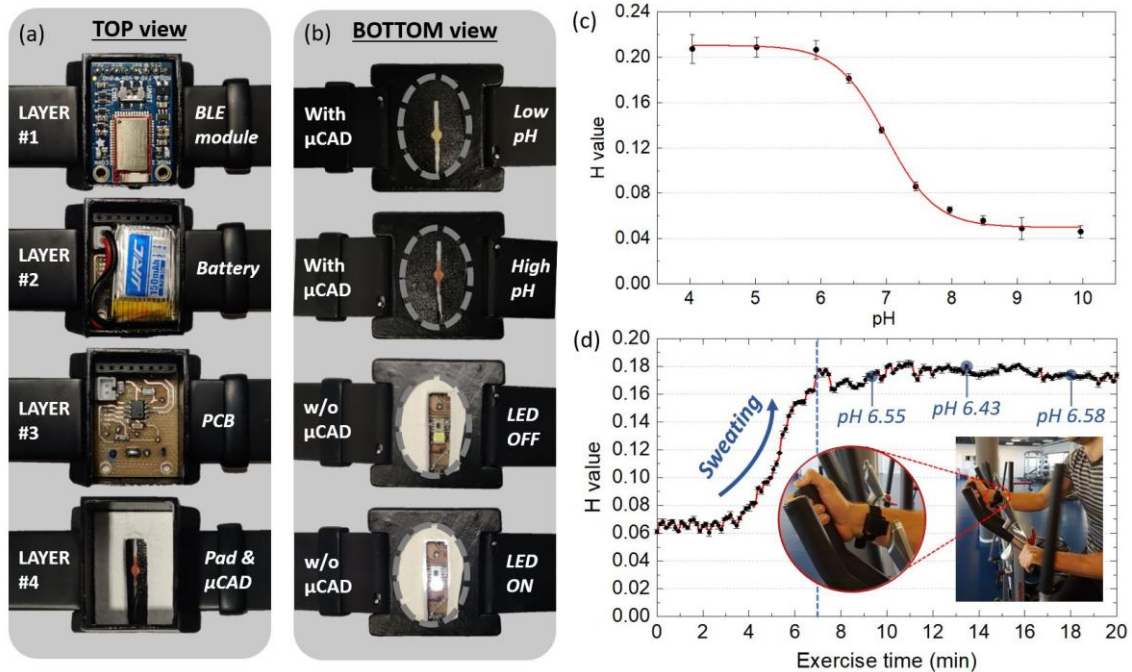 (a)
TOP view
LAYER
#1
BLE
module
LAYER
#2
Battery
JJRC
150mAh
LAYER
#3
PCB
LAYER
#4
Pad &
μCAD
(b)
BOTTOM view
With
μCAD
Low
pH
With
μCAD
High
pH
w/o
μCAD
LED
OFF
w/o
μCAD
LED
ON
(c)
0.24
0.20
0.16
0.12
0.08
0.04
0.00
H value
4 5 6 7 8 9 10
pH
(d)
0.20
0.18
0.16
0.14
0.12
0.10
0.08
0.06
0.04
0.02
0.00
H value
Sweating
pH 6.55
pH 6.43
pH 6.58
0 2 4 6 8 10 12 14 16 18 20
Exercise time (min)